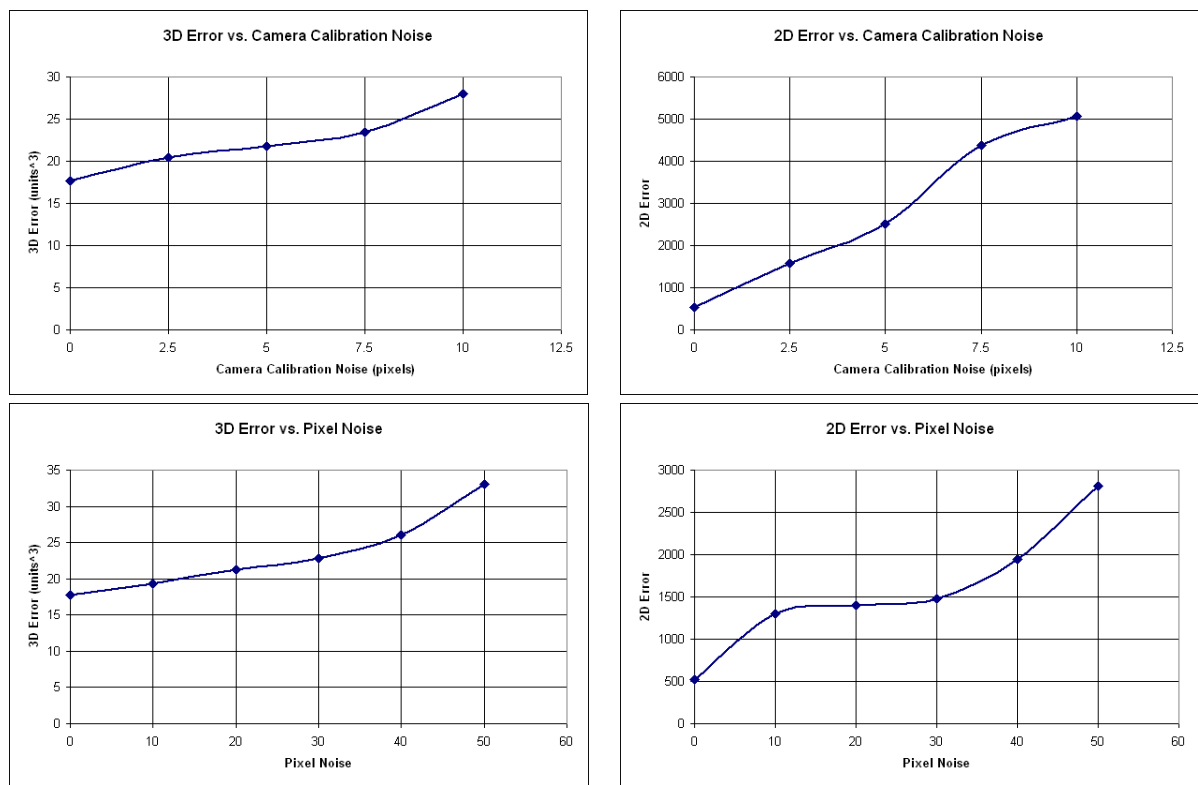 3D Error vs. Camera Calibration Noise
30
25
20
15
10
5
0
3D Error (units^3)
0 2.5 5 7.5 10 12.5
Camera Calibration Noise (pixels)
2D Error vs. Camera Calibration Noise
6000
5000
4000
3000
2000
1000
0
2D Error
0 2.5 5 7.5 10 12.5
Camera Calibration Noise (pixels)
3D Error vs. Pixel Noise
35
30
25
20
15
10
5
0
3D Error (units^3)
0 10 20 30 40 50 60
Pixel Noise
2D Error vs. Pixel Noise
3000
2500
2000
1500
1000
500
0
2D Error
0 10 20 30 40 50 60
Pixel Noise